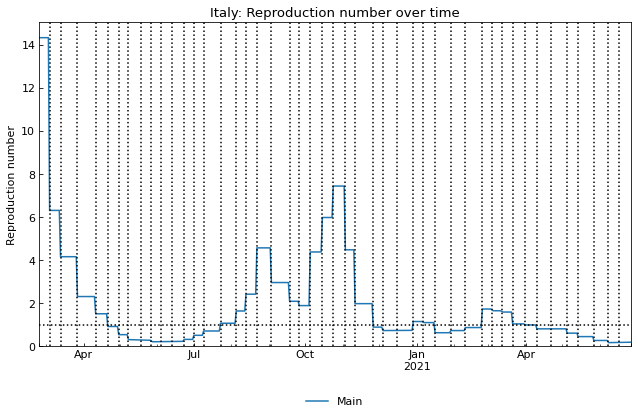 Italy: Reproduction number over time
Reproduction number
14
12
10
8
6
4
2
0
Apr
Jul
Oct
Jan
2021
Apr
Main